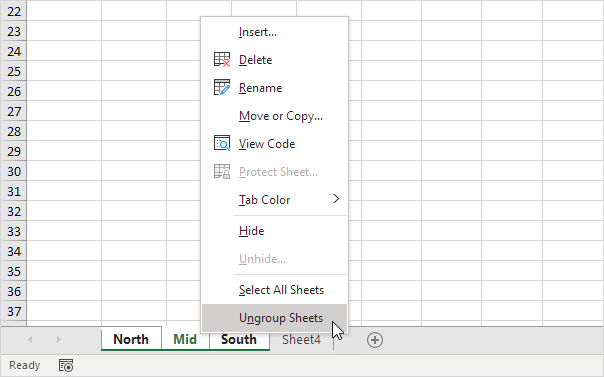 22
23
24
25
26
27
28
29
30
31
32
33
34
35
36
37
Insert...
Delete
Rename
Move or Copy...
View Code
Protect Sheet...
Tab Color
Hide
Unhide...
Select All Sheets
Ungroup Sheets
North Mid South Sheet4
Ready